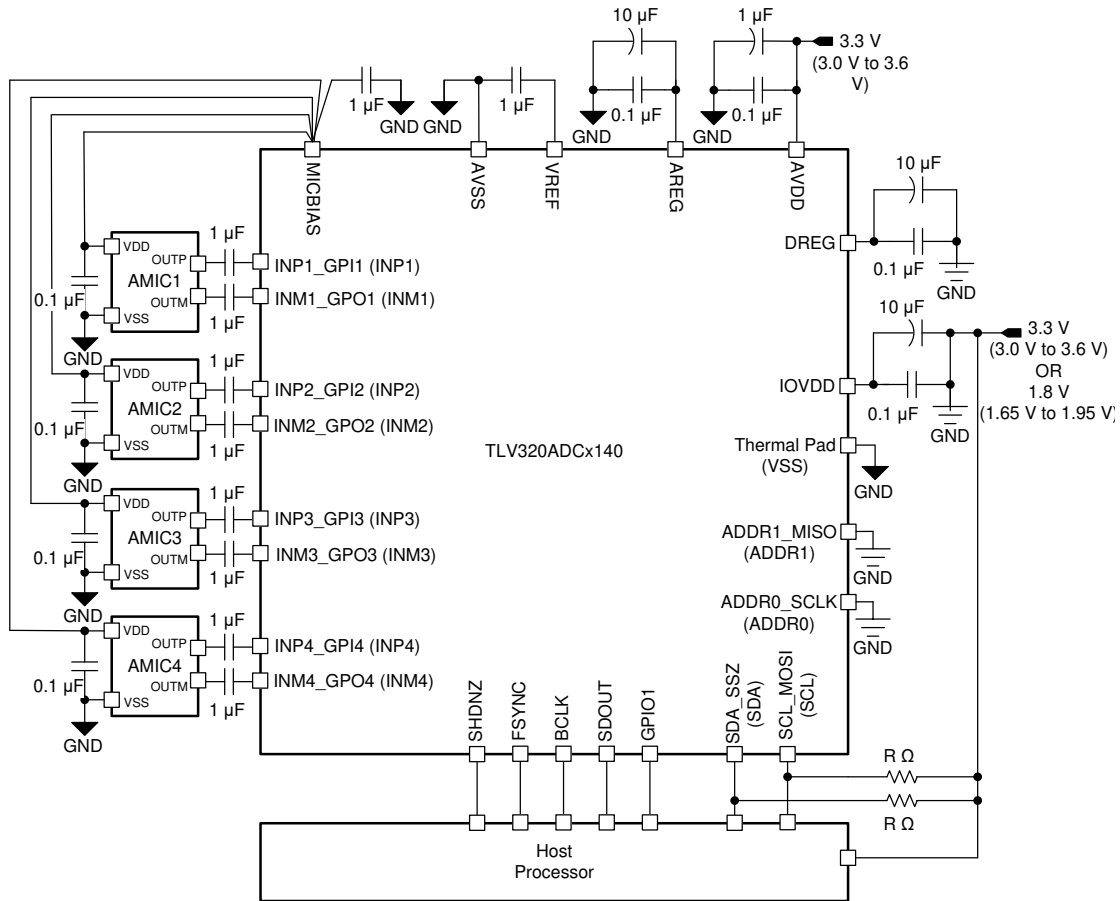 10 µF
1 µF
3.3 V
(3.0 V to 3.6
V)
1 µF
GND
GND
1 µF
0.1 µF
GND
0.1 µF
GND
MICBIAS
AVSS
VREF
AREG
AVDD
10 µF
DREG
0.1 µF
GND
VDD
OUTP
AMIC1
OUTM
VSS
0.1 µF
GND
1 µF
1 µF
INP1_GPI1 (INP1)
INM1_GPO1 (INM1)
10 µF
3.3 V
(3.0 V to 3.6 V)
OR
1.8 V
(1.65 V to 1.95 V)
IOVDD
0.1 µF
GND
VDD
OUTP
AMIC2
OUTM
VSS
0.1 µF
GND
1 µF
1 µF
INP2_GPI2 (INP2)
INM2_GPO2 (INM2)
TLV320ADCx140
Thermal Pad
(VSS)
GND
VDD
OUTP
AMIC3
OUTM
VSS
0.1 µF
GND
1 µF
1 µF
INP3_GPI3 (INP3)
INM3_GPO3 (INM3)
ADDR1_MISO
(ADDR1)
GND
ADDR0_SCLK
(ADDR0)
GND
VDD
OUTP
AMIC4
OUTM
VSS
0.1 µF
GND
1 µF
1 µF
INP4_GPI4 (INP4)
INM4_GPO4 (INM4)
SHDNZ
FSYNC
BCLK
SDOUT
GPIO1
SDA_SSZ
(SDA)
SCL_MOSI
(SCL)
R Ω
R Ω
Host
Processor